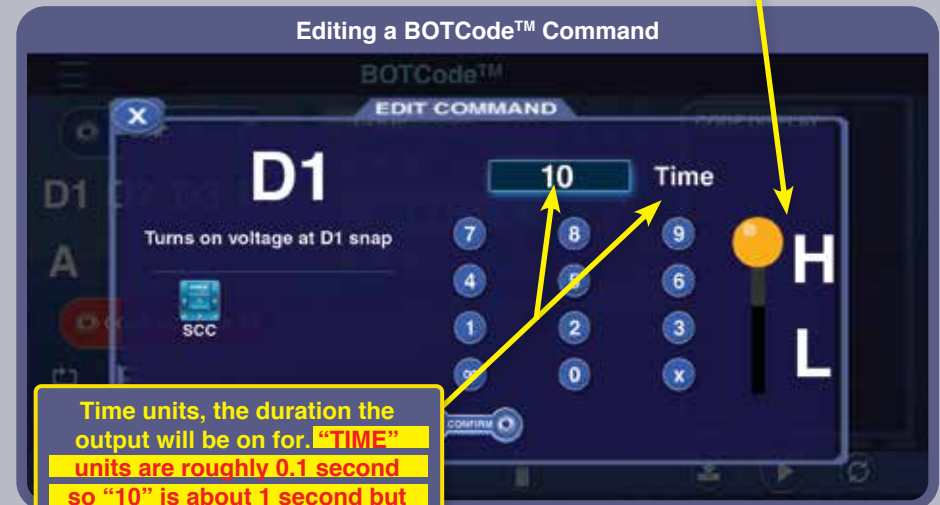 Editing a BOTCode™ Command
BOTCode™
EDIT COMMAND
D1
10 Time
Turns on voltage at D1 snap
7 8 9
4 6
1 2 3
∞ 0 x
SCC
H
L
D1
A
CONFIRM
Time units, the duration the
output will be on for. “TIME”
units are roughly 0.1 second
so “10” is about 1 second but